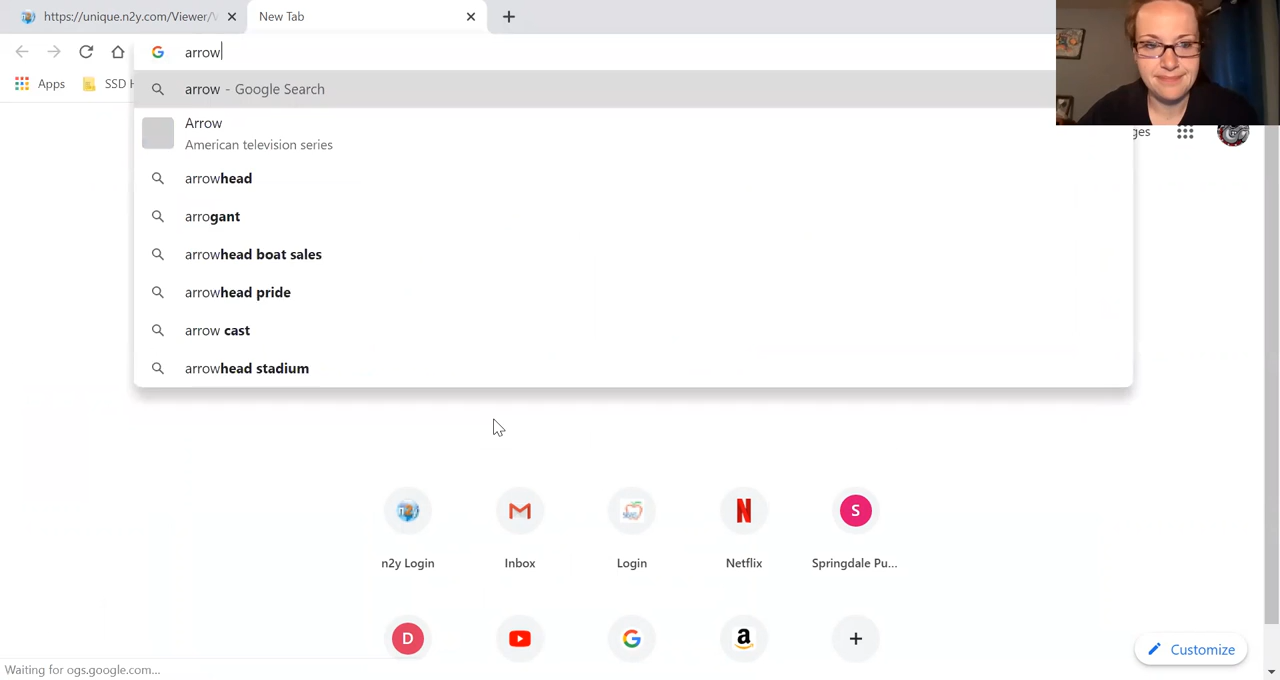 https://unique.n2y.com/Viewer/
New Tab
arrow
Apps
SSD H
arrow - Google Search
Arrow
American television series
arrowhead
arrogant
arrowhead boat sales
arrowhead pride
arrow cast
arrowhead stadium
ges
n2y Login
Inbox
Login
Netflix
S
Springdale Pu...
D
Customize
Waiting for ogs.google.com...